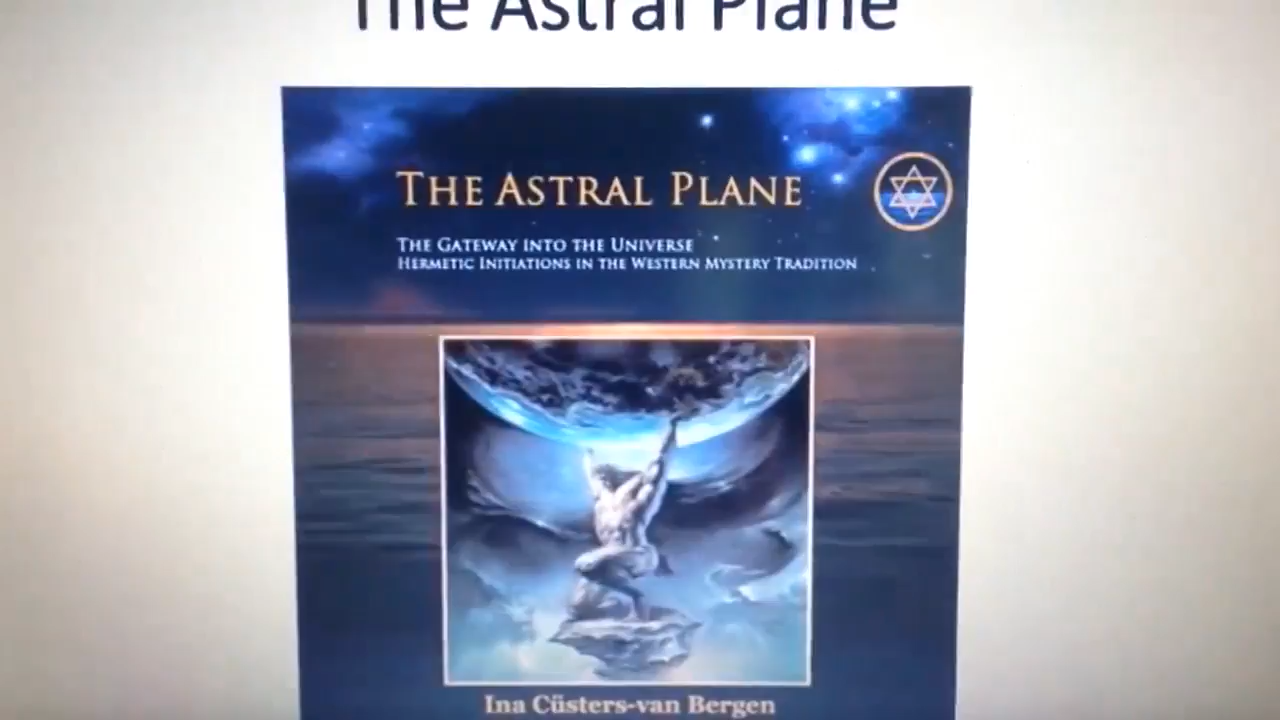 The Astral Plane
THE ASTRAL PLANE
THE GATEWAY INTO THE UNIVERSE
HERMETIC INITIATIONS IN THE WESTERN MYSTERY TRADITION
Ina Cüsters-van Bergen